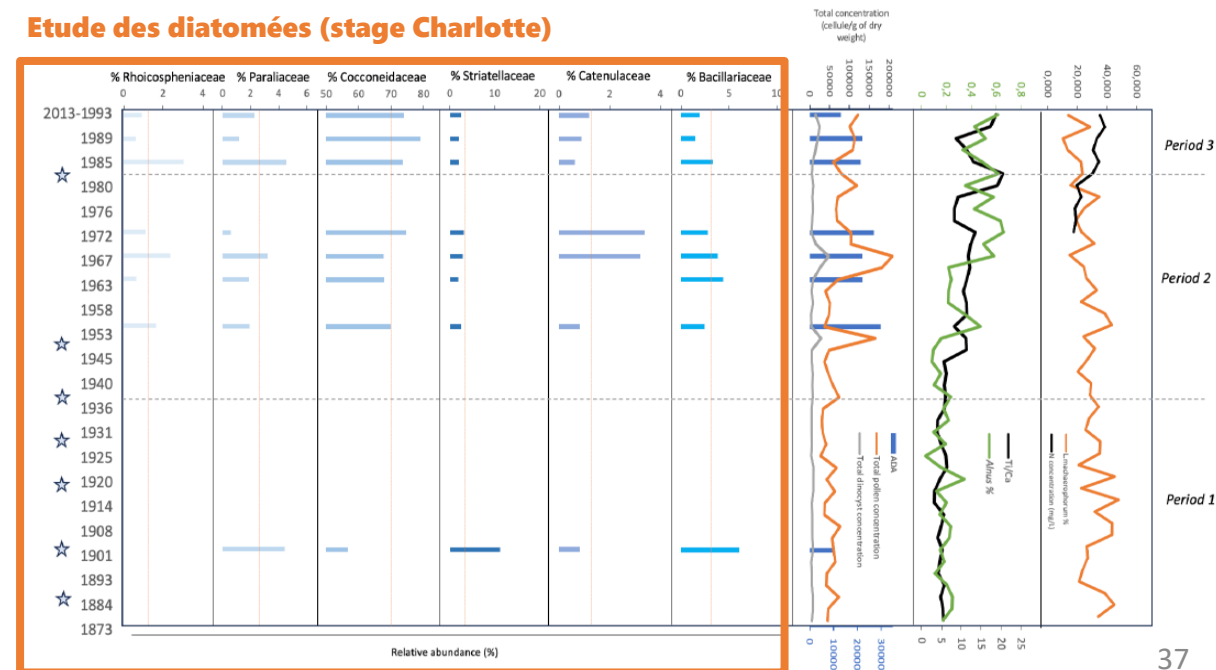 Etude des diatomées (stage Charlotte)
% Rhoicospheniaceae % Paraliaceae % Cocconeidaceae % Striatellaceae % Catenulaceae % Bacillariaceae
0 2 4 0 2 4 6 50 60 70 80 0 10 20 0 2 4 0 5 10
Total concentration
(cellule/g of dry
weight)
0 50000 100000 150000 200000
0 0,2 0,4 0,6 0,8
0,000 20,000 40,000 60,000
2013-1993
1989
1985
1980
1976
1972
1967
1963
1958
1953
1945
1940
1936
1931
1925
1920
1914
1908
1901
1893
1884
1873
Period 3
Period 2
Period 1
ADA
Total pollen concentration
Total dinocyst concentration
Ti/Ca
Alnus %
L.machaerophorum %
N concentration (mg/L)
0 10000 20000 30000
0 5 10 15 20 25
Relative abundance (%)
37